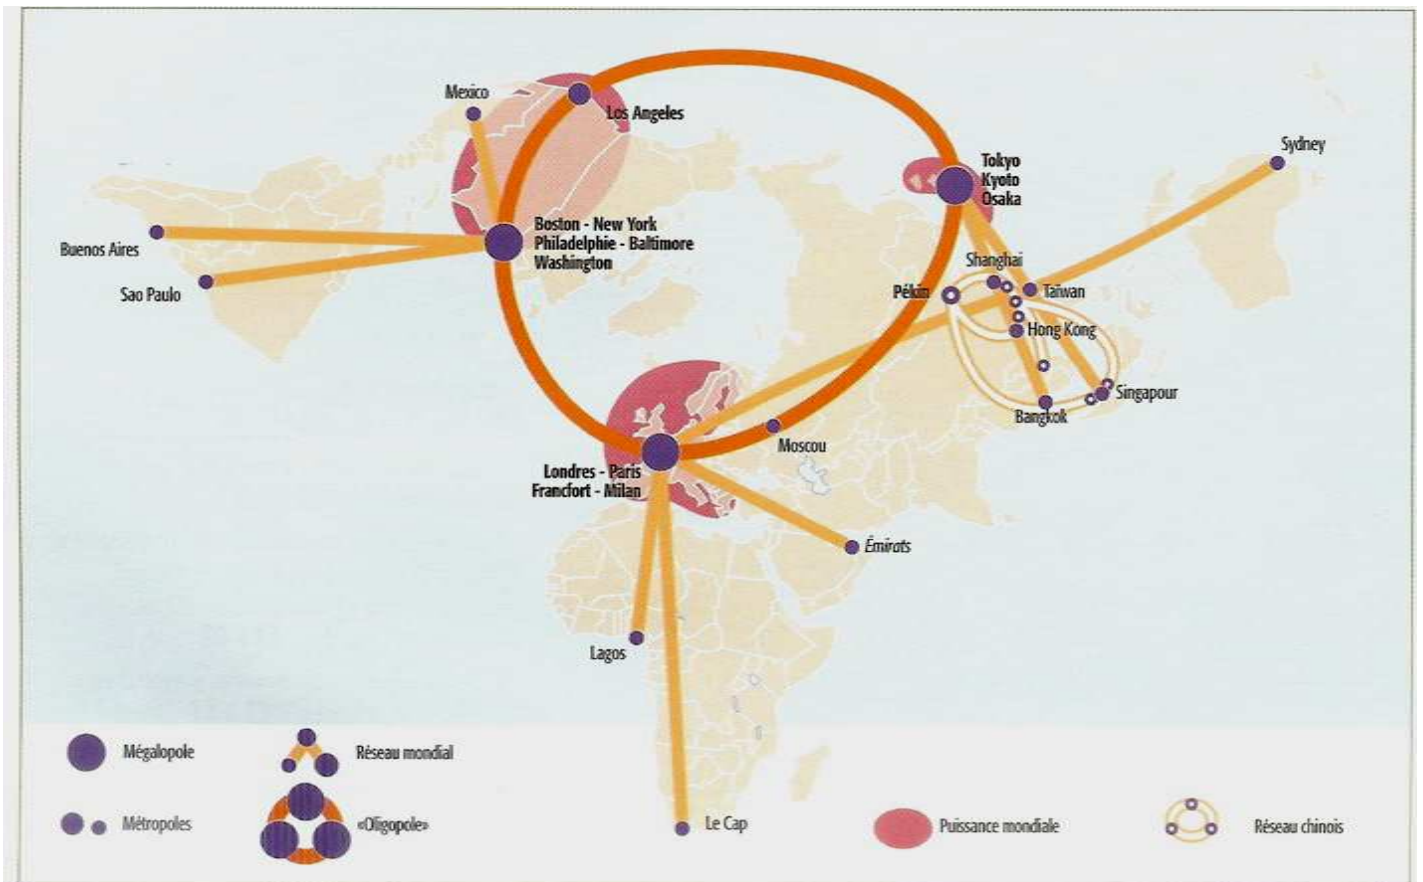 Mexico
Los Angeles
Tokyo
Kyoto
Osaka
Sydney
Boston - New York
Philadelphie - Baltimore
Washington
Buenos Aires
Sao Paulo
Shanghai
Pékin
Taïwan
Hong Kong
Singapour
Bangkok
Moscou
Londres - Paris
Francfort - Milan
Émirats
Lagos
Le Cap
Mégalopole
Réseau mondial
Métropoles
«Oligopole»
Puissance mondiale
Réseau chinois